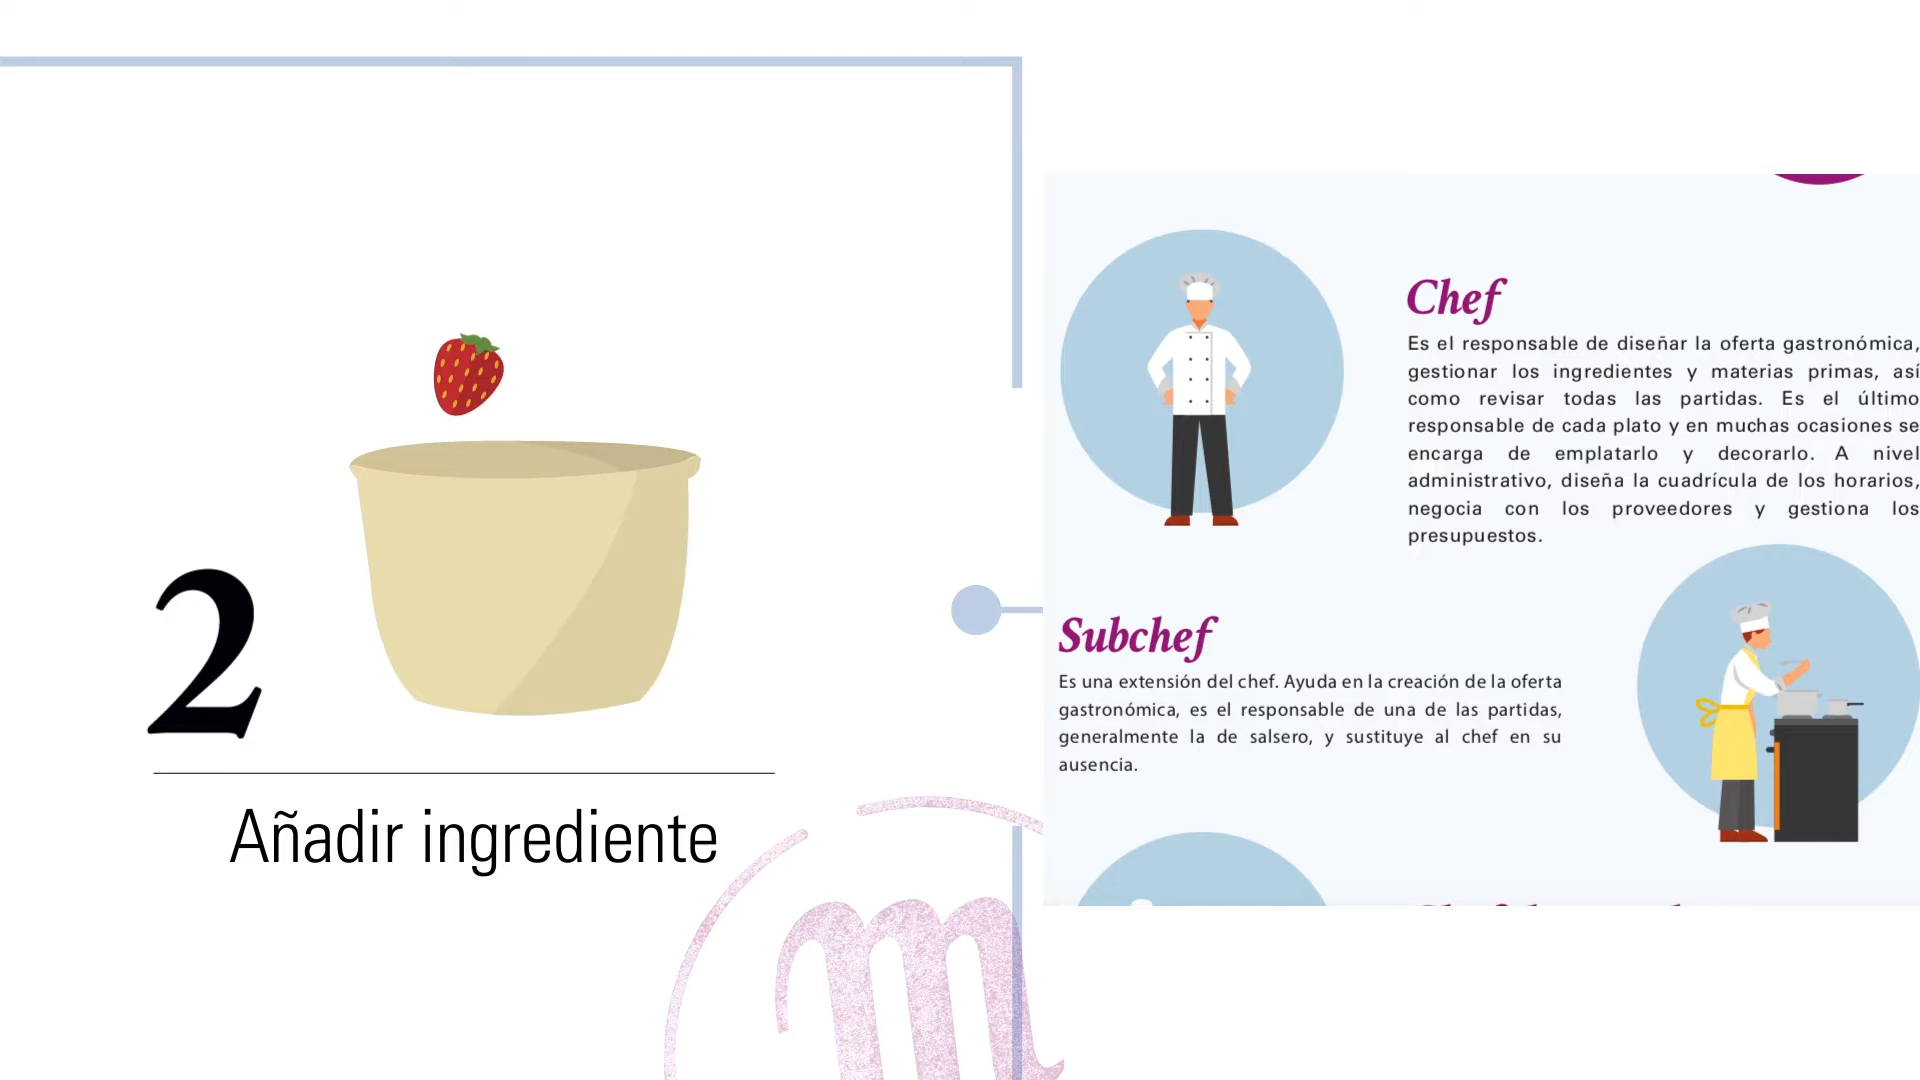 2
Añadir ingrediente
m
Chef
Es el responsable de diseñar la oferta gastronómica,
gestionar los ingredientes y materias primas, así
como revisar todas las partidas. Es el último
responsable de cada plato y en muchas ocasiones se
encarga de emplatarlo y decorarlo. A nivel
administrativo, diseña la cuadrícula de los horarios,
negocia con los proveedores y gestiona los
presupuestos.
Subchef
Es una extensión del chef. Ayuda en la creación de la oferta
gastronómica, es el responsable de una de las partidas,
generalmente la de salsero, y sustituye al chef en su
ausencia.